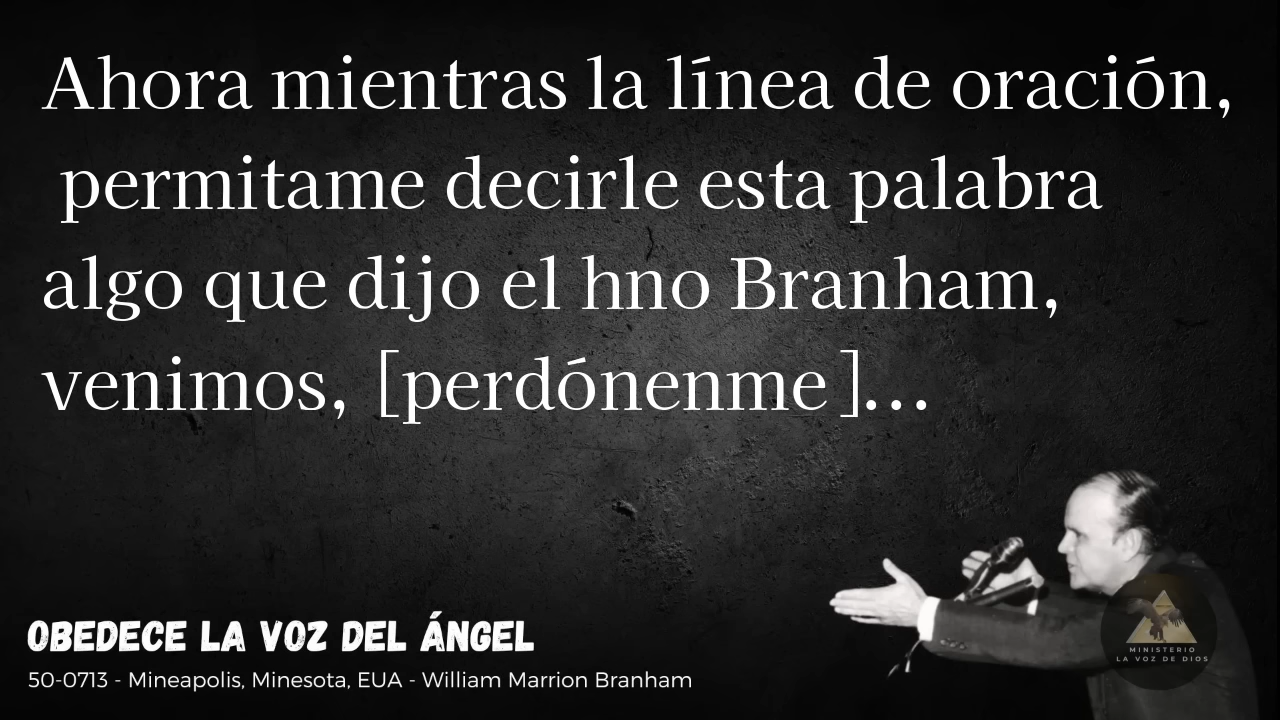 Ahora mientras la línea de oración,
permitame decirle esta palabra
algo que dijo el hno Branham,
venimos, [perdónenme]...
OBEDECE LA VOZ DEL ÁNGEL
50-0713 - Mineapolis, Minesota, EUA - William Marrion Branham
MINISTERIO
LA VOZ DE DIOS